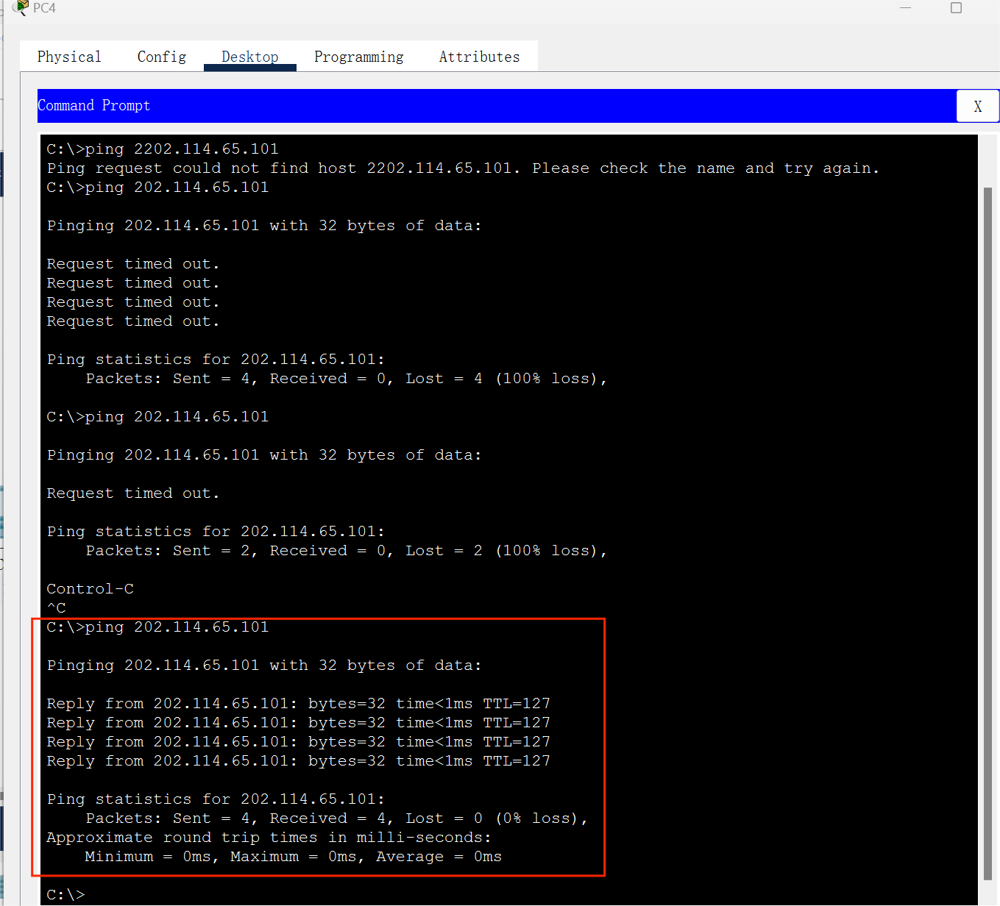 PC4
Physical Config Desktop Programming Attributes
Command Prompt
X
C:\>ping 2202.114.65.101
Ping request could not find host 2202.114.65.101. Please check the name and try again.
C:\>ping 202.114.65.101
Pinging 202.114.65.101 with 32 bytes of data:
Request timed out.
Request timed out.
Request timed out.
Request timed out.
Ping statistics for 202.114.65.101:
Packets: Sent = 4, Received = 0, Lost = 4 (100% loss),
C:\>ping 202.114.65.101
Pinging 202.114.65.101 with 32 bytes of data:
Request timed out.
Ping statistics for 202.114.65.101:
Packets: Sent = 2, Received = 0, Lost = 2 (100% loss),
Control-C
^C
C:\>ping 202.114.65.101
Pinging 202.114.65.101 with 32 bytes of data:
Reply from 202.114.65.101: bytes=32 time<1ms TTL=127
Reply from 202.114.65.101: bytes=32 time<1ms TTL=127
Reply from 202.114.65.101: bytes=32 time<1ms TTL=127
Reply from 202.114.65.101: bytes=32 time<1ms TTL=127
Ping statistics for 202.114.65.101:
Packets: Sent = 4, Received = 4, Lost = 0 (0% loss),
Approximate round trip times in milli-seconds:
Minimum = 0ms, Maximum = 0ms, Average = 0ms
C:\>